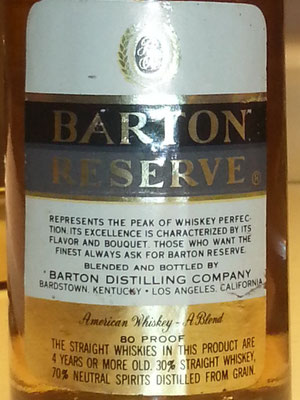 BARTON
RESERVE®
REPRESENTS THE PEAK OF WHISKEY PERFEC-
TION. ITS EXCELLENCE IS CHARACTERIZED BY ITS
FLAVOR AND BOUQUET. THOSE WHO WANT THE
FINEST ALWAYS ASK FOR BARTON RESERVE.
BLENDED AND BOTTLED BY
BARTON DISTILLING COMPANY
BARDSTOWN, KENTUCKY • LOS ANGELES, CALIFORNIA
American Whiskey - A Blend
80 PROOF
THE STRAIGHT WHISKIES IN THIS PRODUCT ARE
4 YEARS OR MORE OLD. 30% STRAIGHT WHISKEY,
70% NEUTRAL SPIRITS DISTILLED FROM GRAIN.